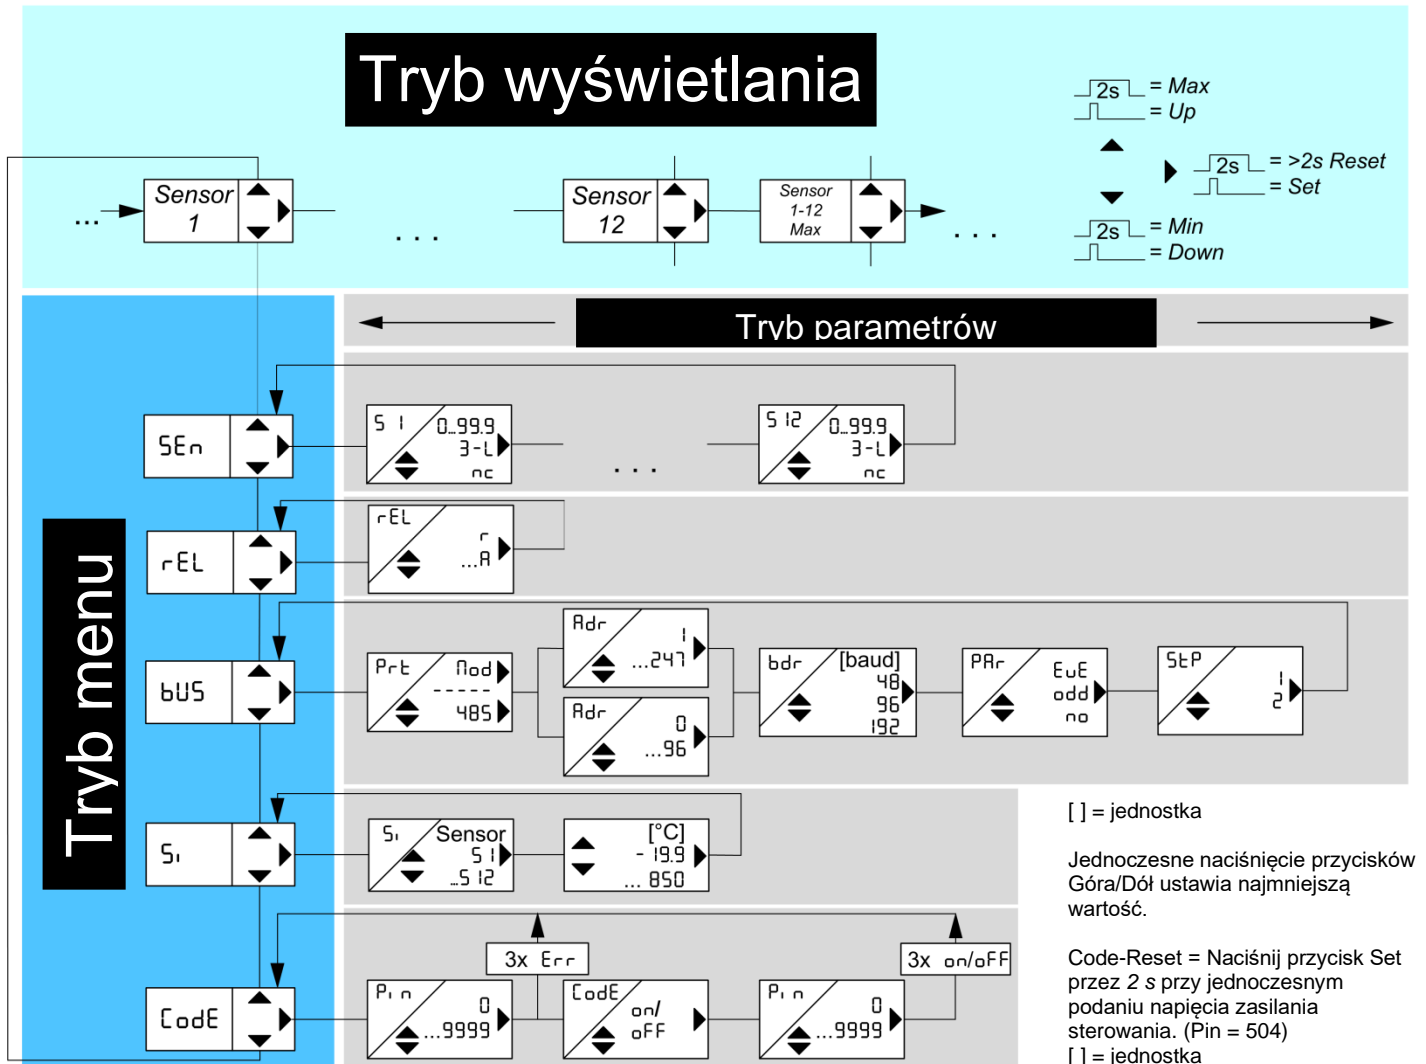 Tryb wyświetlania
2s = Max
= Up
2s = >2s Reset
= Set
2s = Min
= Down
...
Sensor
1
. . .
Sensor
12
Sensor
1-12
Max
. . .
Tryb parametrów
Tryb menu
SEn
S 1
0...99.9
3-L
nc
. . .
S 12
0...99.9
3-L
nc
rEL
rEL
r
...A
bUS
Prt
Mod
- - - - -
485
Adr
1
...247
Adr
0
...96
bdr
[baud]
48
96
192
PAr
EvE
odd
no
StP
1
2
Si
Si
Sensor
S 1
...S 12
[°C]
- 19.9
... 850
CodE
Pin
0
...9999
3x Err
CodE
on/
oFF
Pin
0
...9999
3x on/oFF
[ ] = jednostka
Jednoczesne naciśnięcie przycisków
Góra/Dół ustawia najmniejszą
wartość.
Code-Reset = Naciśnij przycisk Set
przez 2 s przy jednoczesnym
podaniu napięcia zasilania
sterowania. (Pin = 504)
[ ] = jednostka